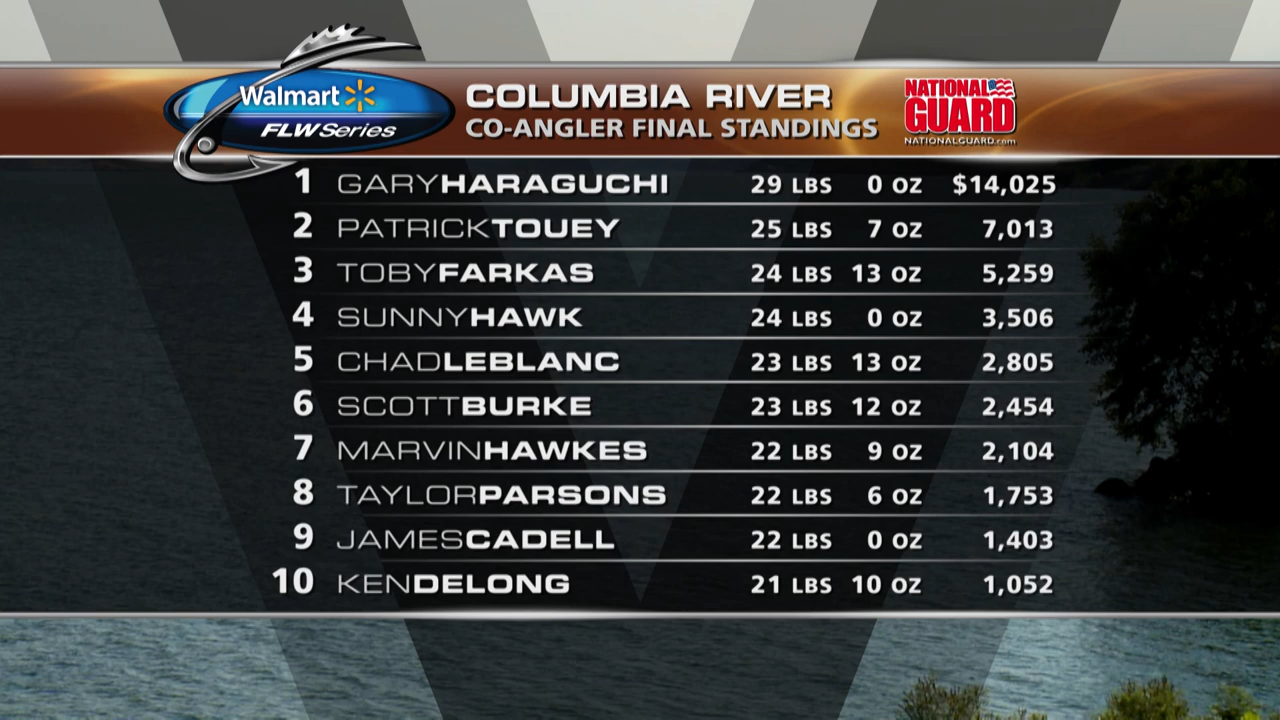 Walmart
FLW Series
COLUMBIA RIVER
CO-ANGLER FINAL STANDINGS
NATIONAL
GUARD
NATIONALGUARD.com
1 GARYHARAGUCHI 29 LBS 0 OZ $14,025
2 PATRICKTOUEY 25 LBS 7 OZ 7,013
3 TOBYFARKAS 24 LBS 13 OZ 5,259
4 SUNNYHAWK 24 LBS 0 OZ 3,506
5 CHADLEBLANC 23 LBS 13 OZ 2,805
6 SCOTTBURKE 23 LBS 12 OZ 2,454
7 MARVINHAWKES 22 LBS 9 OZ 2,104
8 TAYLORPARSONS 22 LBS 6 OZ 1,753
9 JAMESCADELL 22 LBS 0 OZ 1,403
10 KENDELONG 21 LBS 10 OZ 1,052